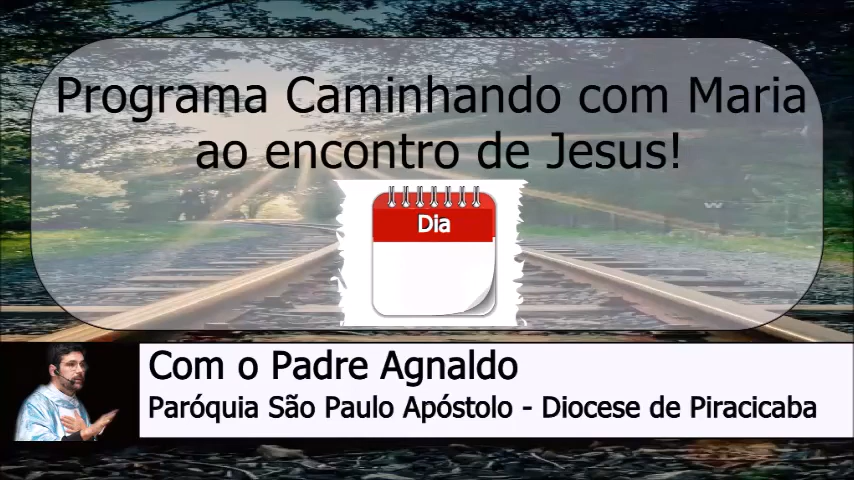 Programa Caminhando com Maria
ao encontro de Jesus!
Dia
Com o Padre Agnaldo
Paróquia São Paulo Apóstolo - Diocese de Piracicaba